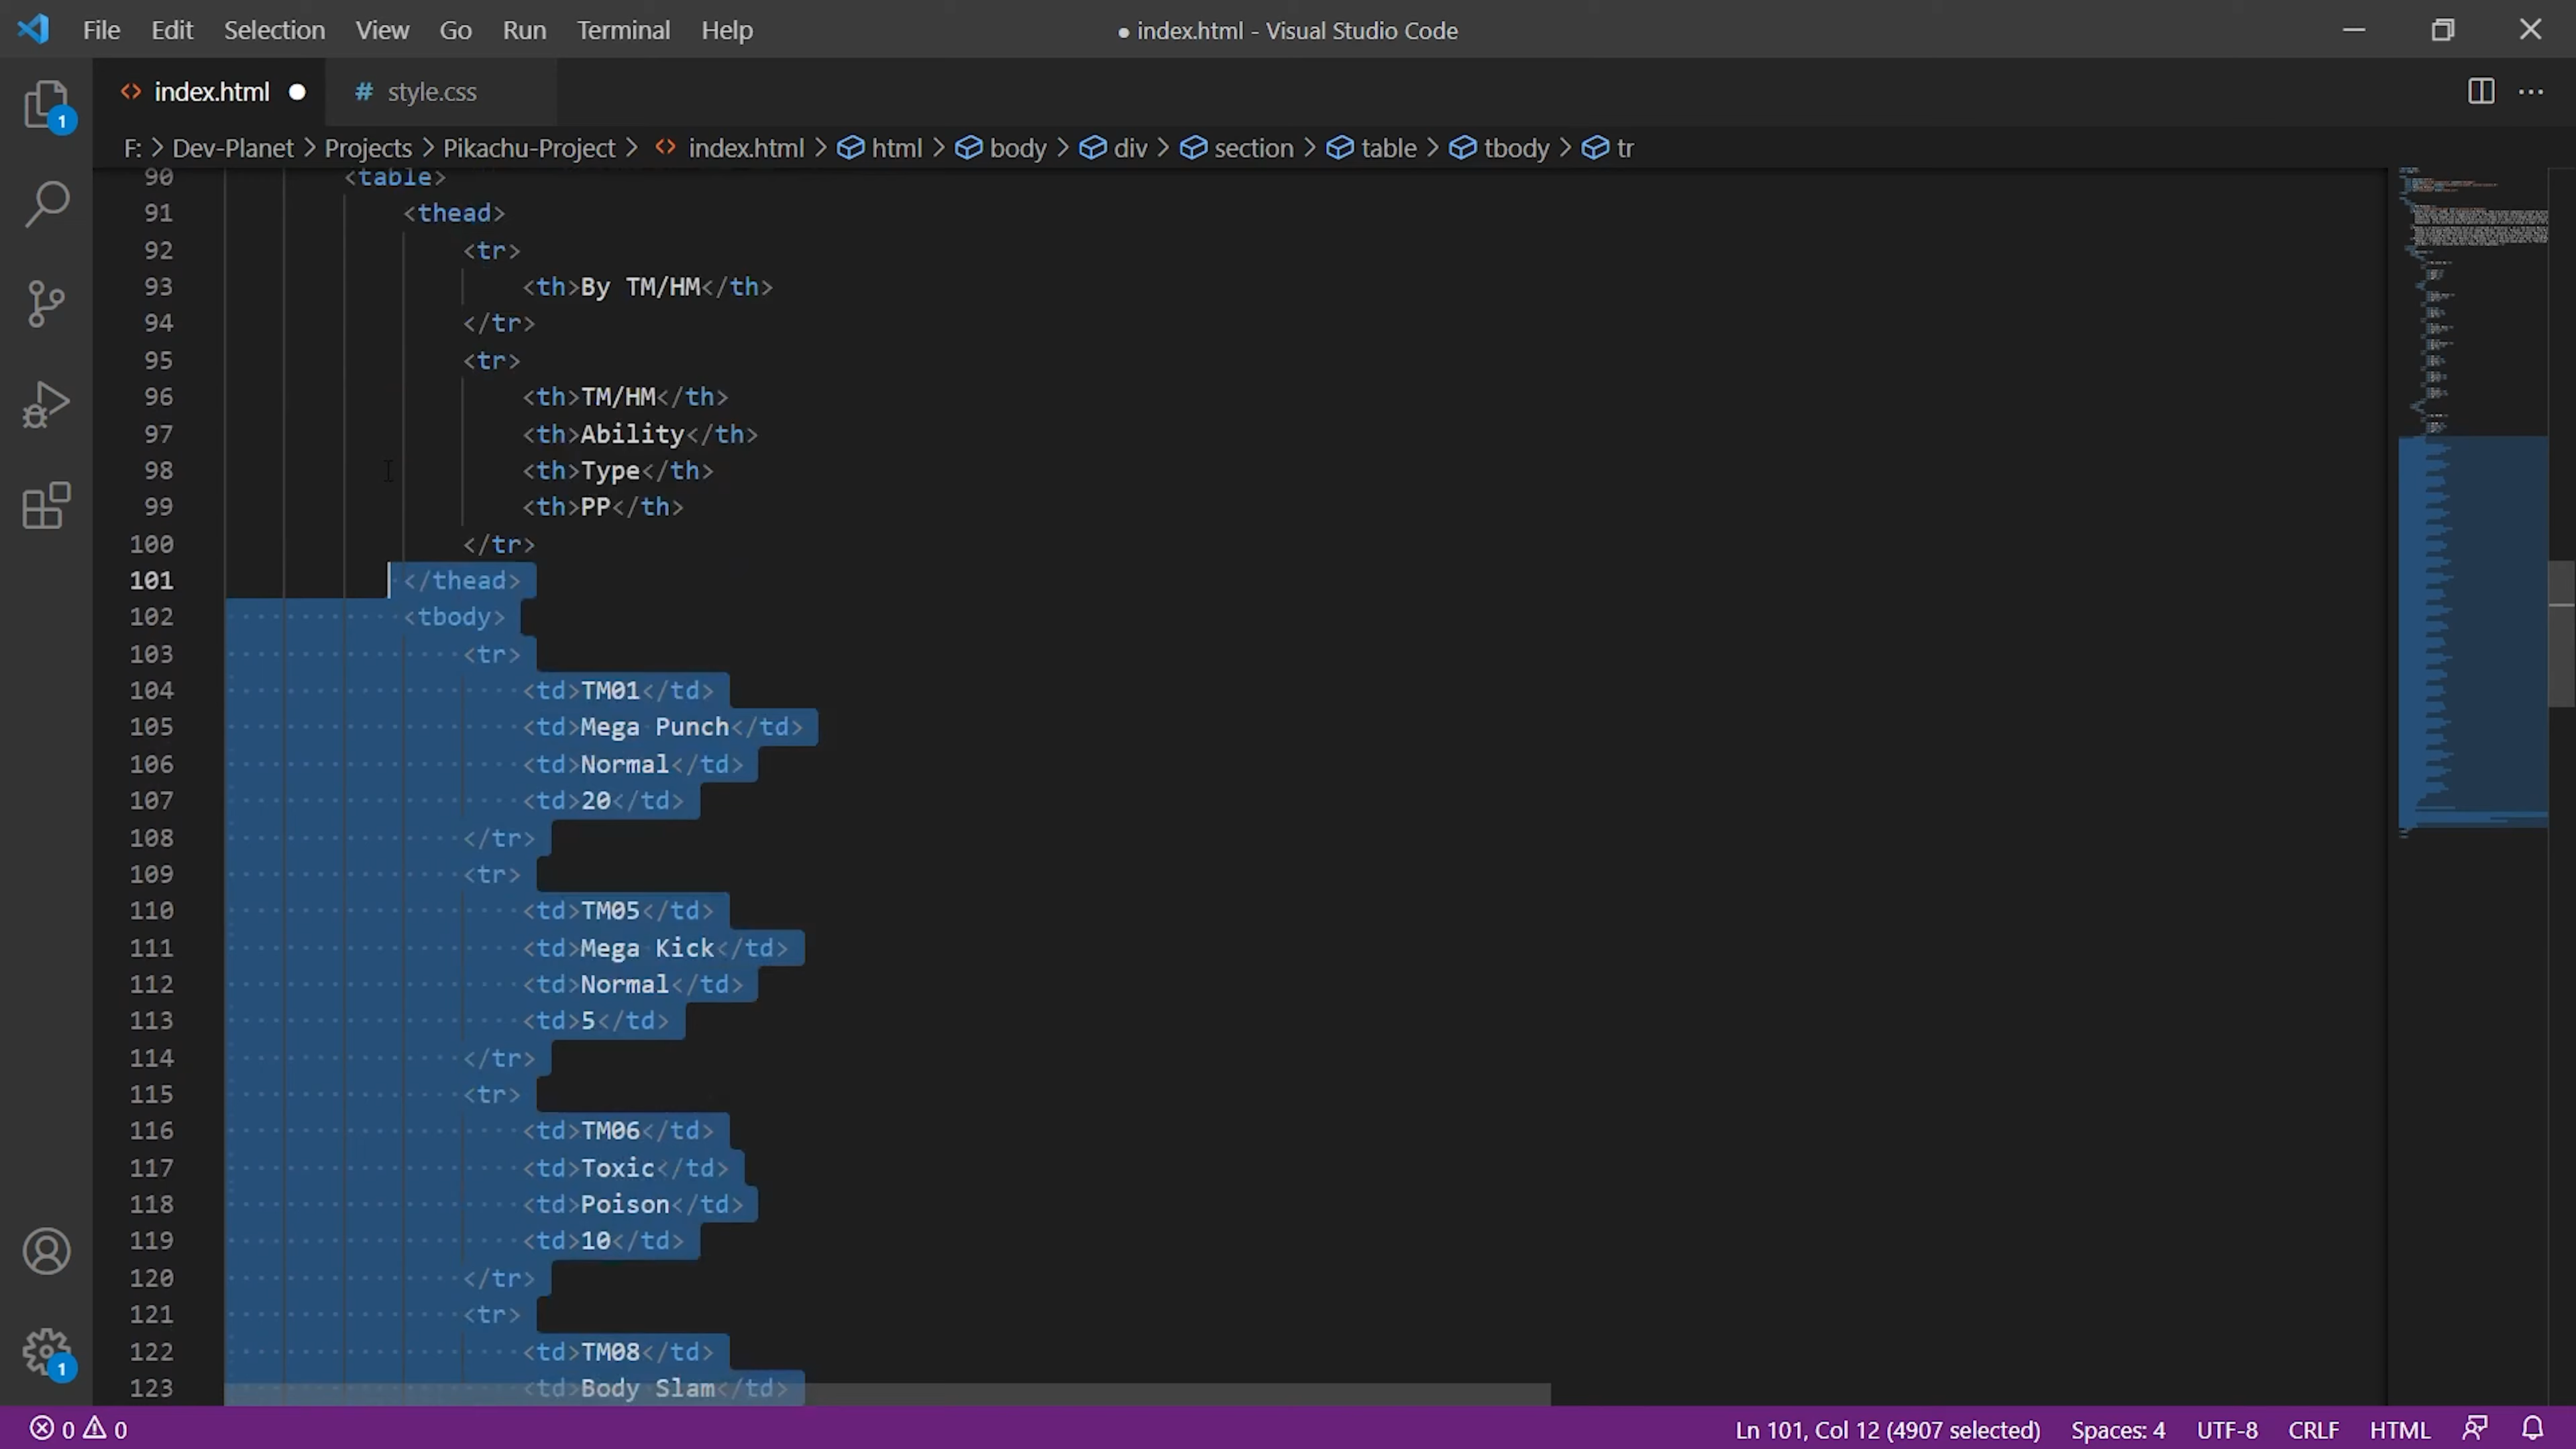 File Edit Selection View Go Run Terminal Help ● index.html - Visual Studio Code
<> index.html ● # style.css
F: > Dev-Planet > Projects > Pikachu-Project > <> index.html > html > body > div > section > table > tbody > tr
1
90 <table>
91 <thead>
92 <tr>
93 <th>By TM/HM</th>
94 </tr>
95 <tr>
96 <th>TM/HM</th>
97 <th>Ability</th>
98 <th>Type</th>
99 <th>PP</th>
100 </tr>
101 </thead>
102 <tbody>
103 <tr>
104 <td>TM01</td>
105 <td>Mega Punch</td>
106 <td>Normal</td>
107 <td>20</td>
108 </tr>
109 <tr>
110 <td>TM05</td>
111 <td>Mega Kick</td>
112 <td>Normal</td>
113 <td>5</td>
114 </tr>
115 <tr>
116 <td>TM06</td>
117 <td>Toxic</td>
118 <td>Poison</td>
119 <td>10</td>
120 </tr>
121 <tr>
122 <td>TM08</td>
123 <td>Body Slam</td>
1
0 0 Ln 101, Col 12 (4907 selected) Spaces: 4 UTF-8 CRLF HTML